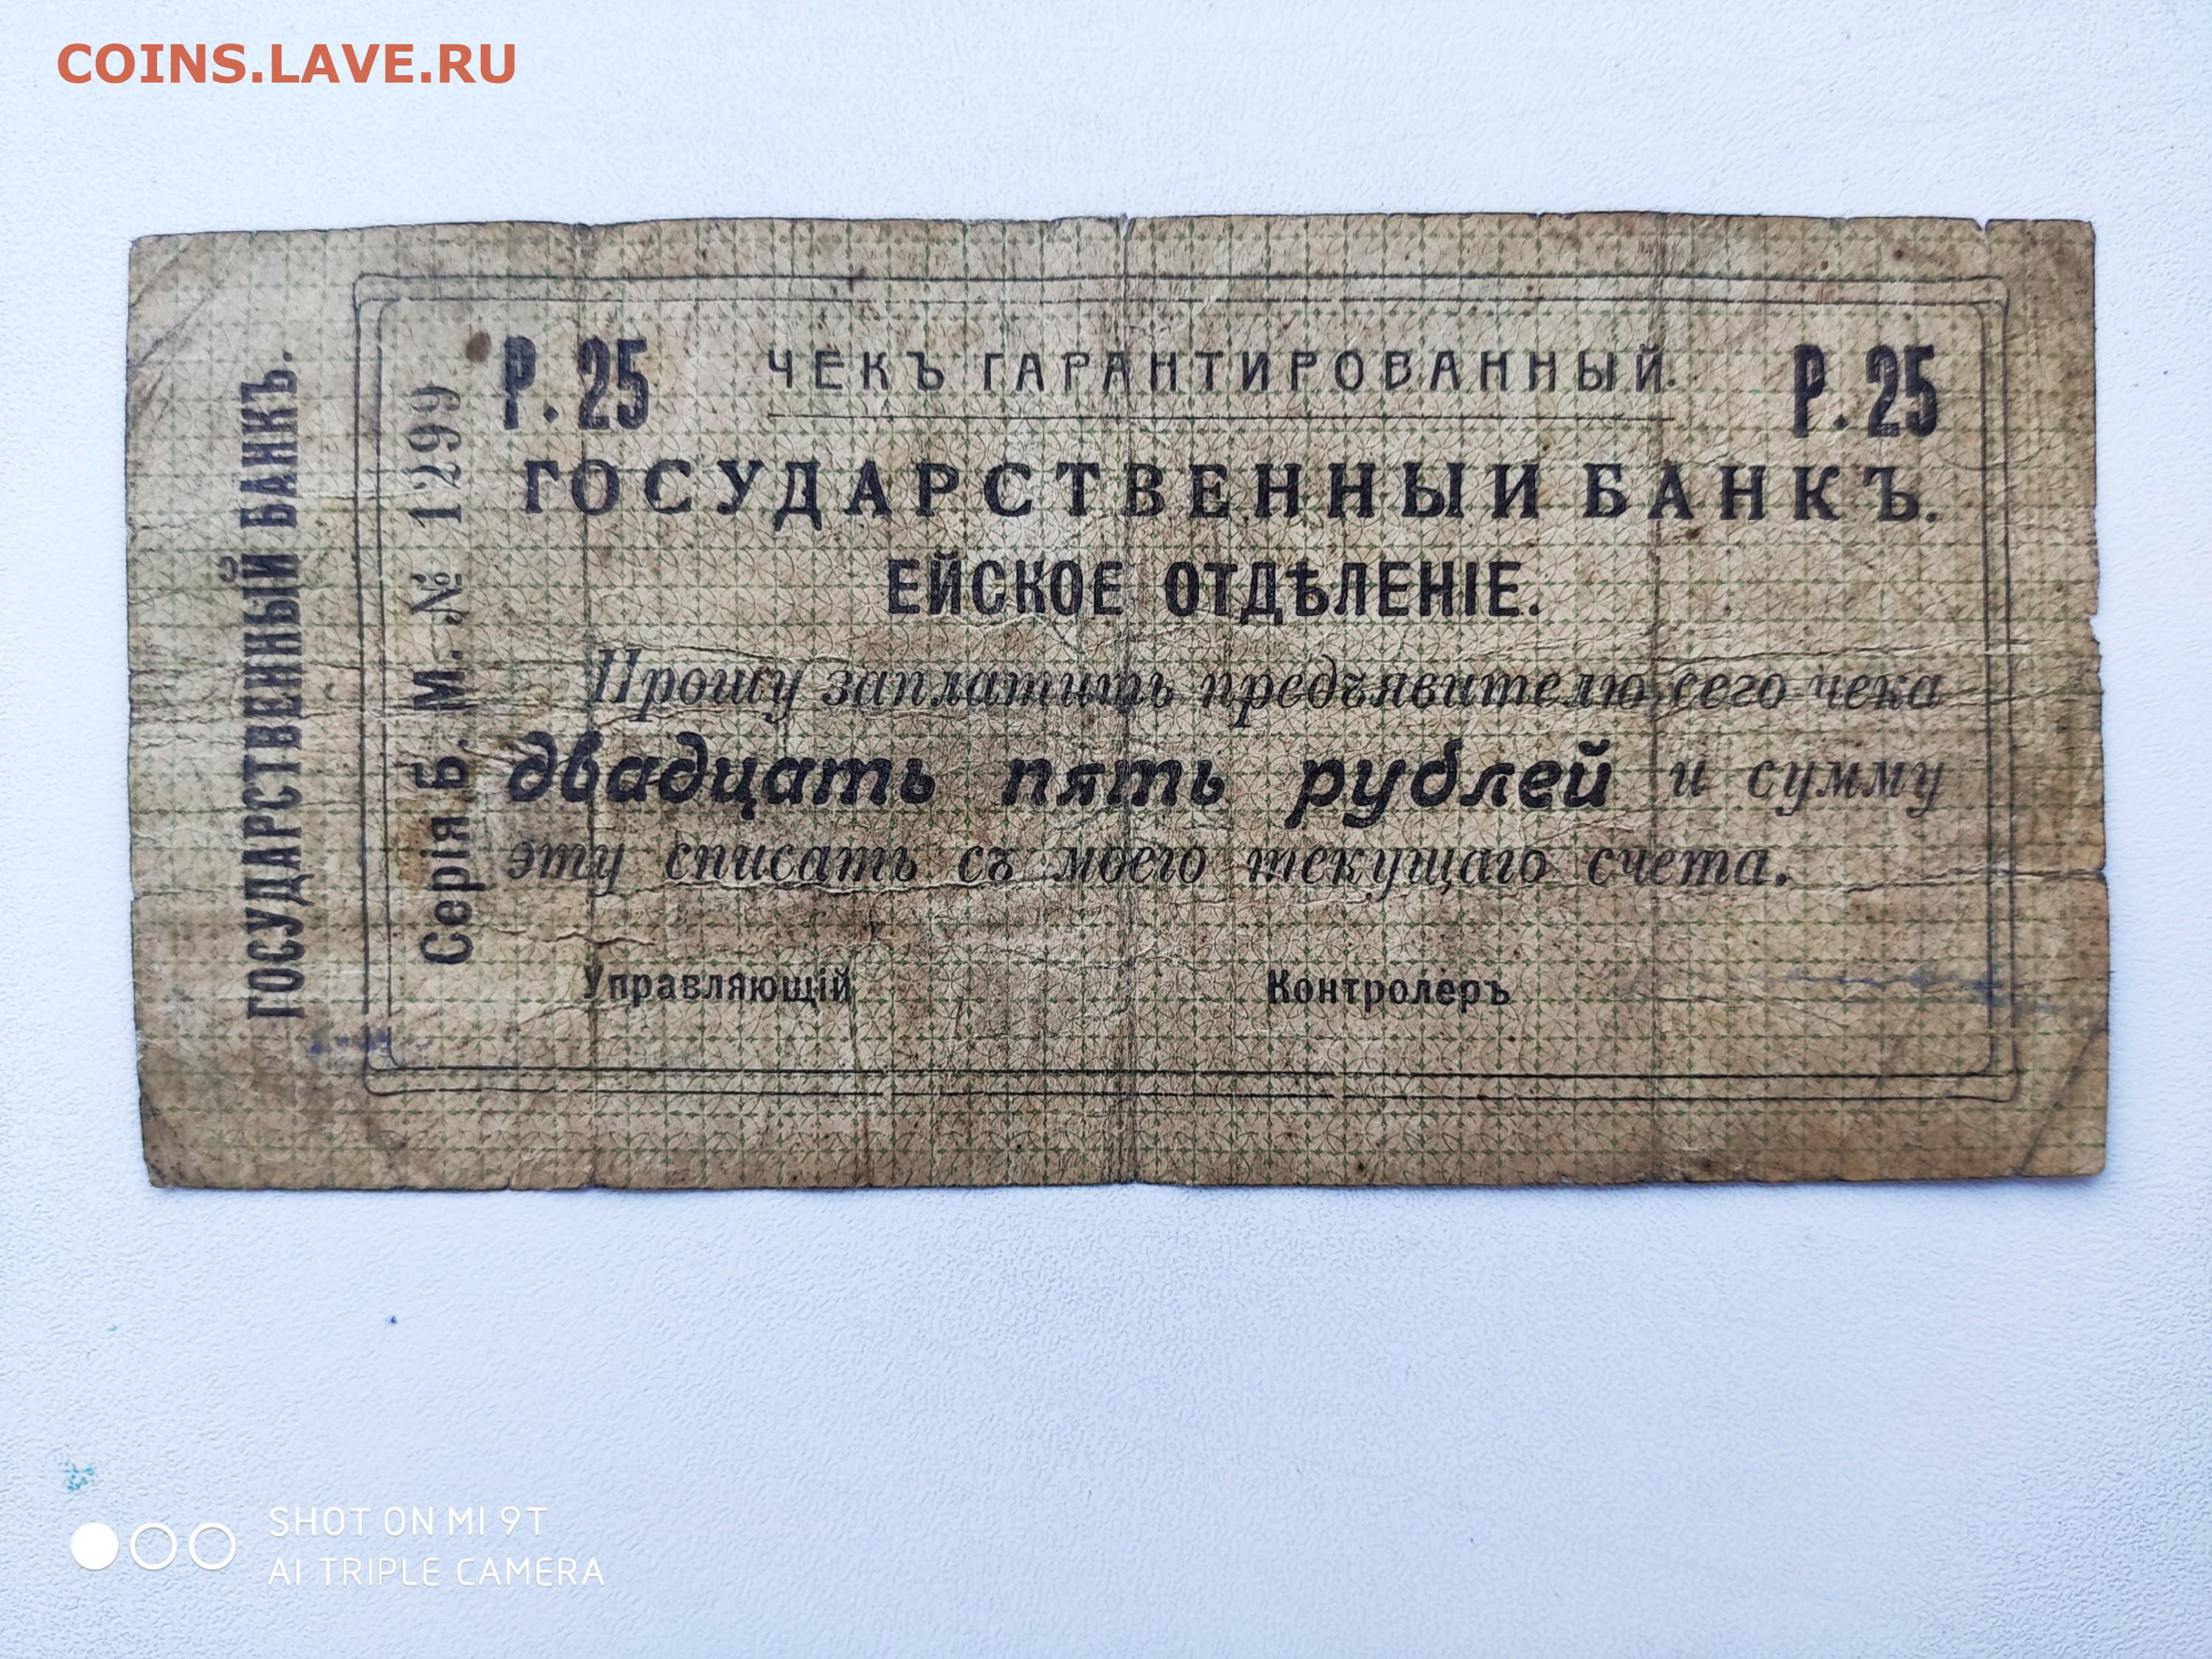 COINS.LAVE.RU
ГОСУДАРСТВЕННЫЙ БАНКЪ.
Серія Б. М. № 1299
Р. 25 ЧЕКЪ ГАРАНТИРОВАННЫЙ. Р. 25
ГОСУДАРСТВЕННЫЙ БАНКЪ.
ЕЙСКОЕ ОТДѢЛЕНІЕ.
Прошу заплатить предъявителю сего чека
двадцать пять рублей и сумму
эту списать съ моего текущаго счета.
Управляющій Контролеръ
SHOT ON MI 9T
AI TRIPLE CAMERA